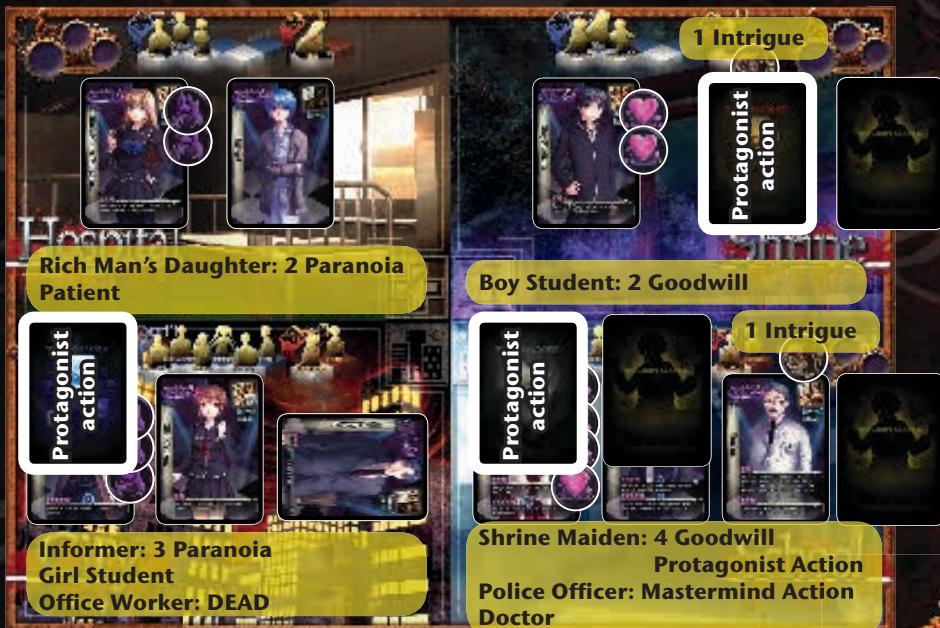 1 Intrigue
Protagonist
action
Hospital
Shrine
Rich Man's Daughter: 2 Paranoia
Patient
Boy Student: 2 Goodwill
1 Intrigue
Protagonist
action
Protagonist
action
Informer: 3 Paranoia
Girl Student
Office Worker: DEAD
Shrine Maiden: 4 Goodwill
Protagonist Action
Police Officer: Mastermind Action
Doctor